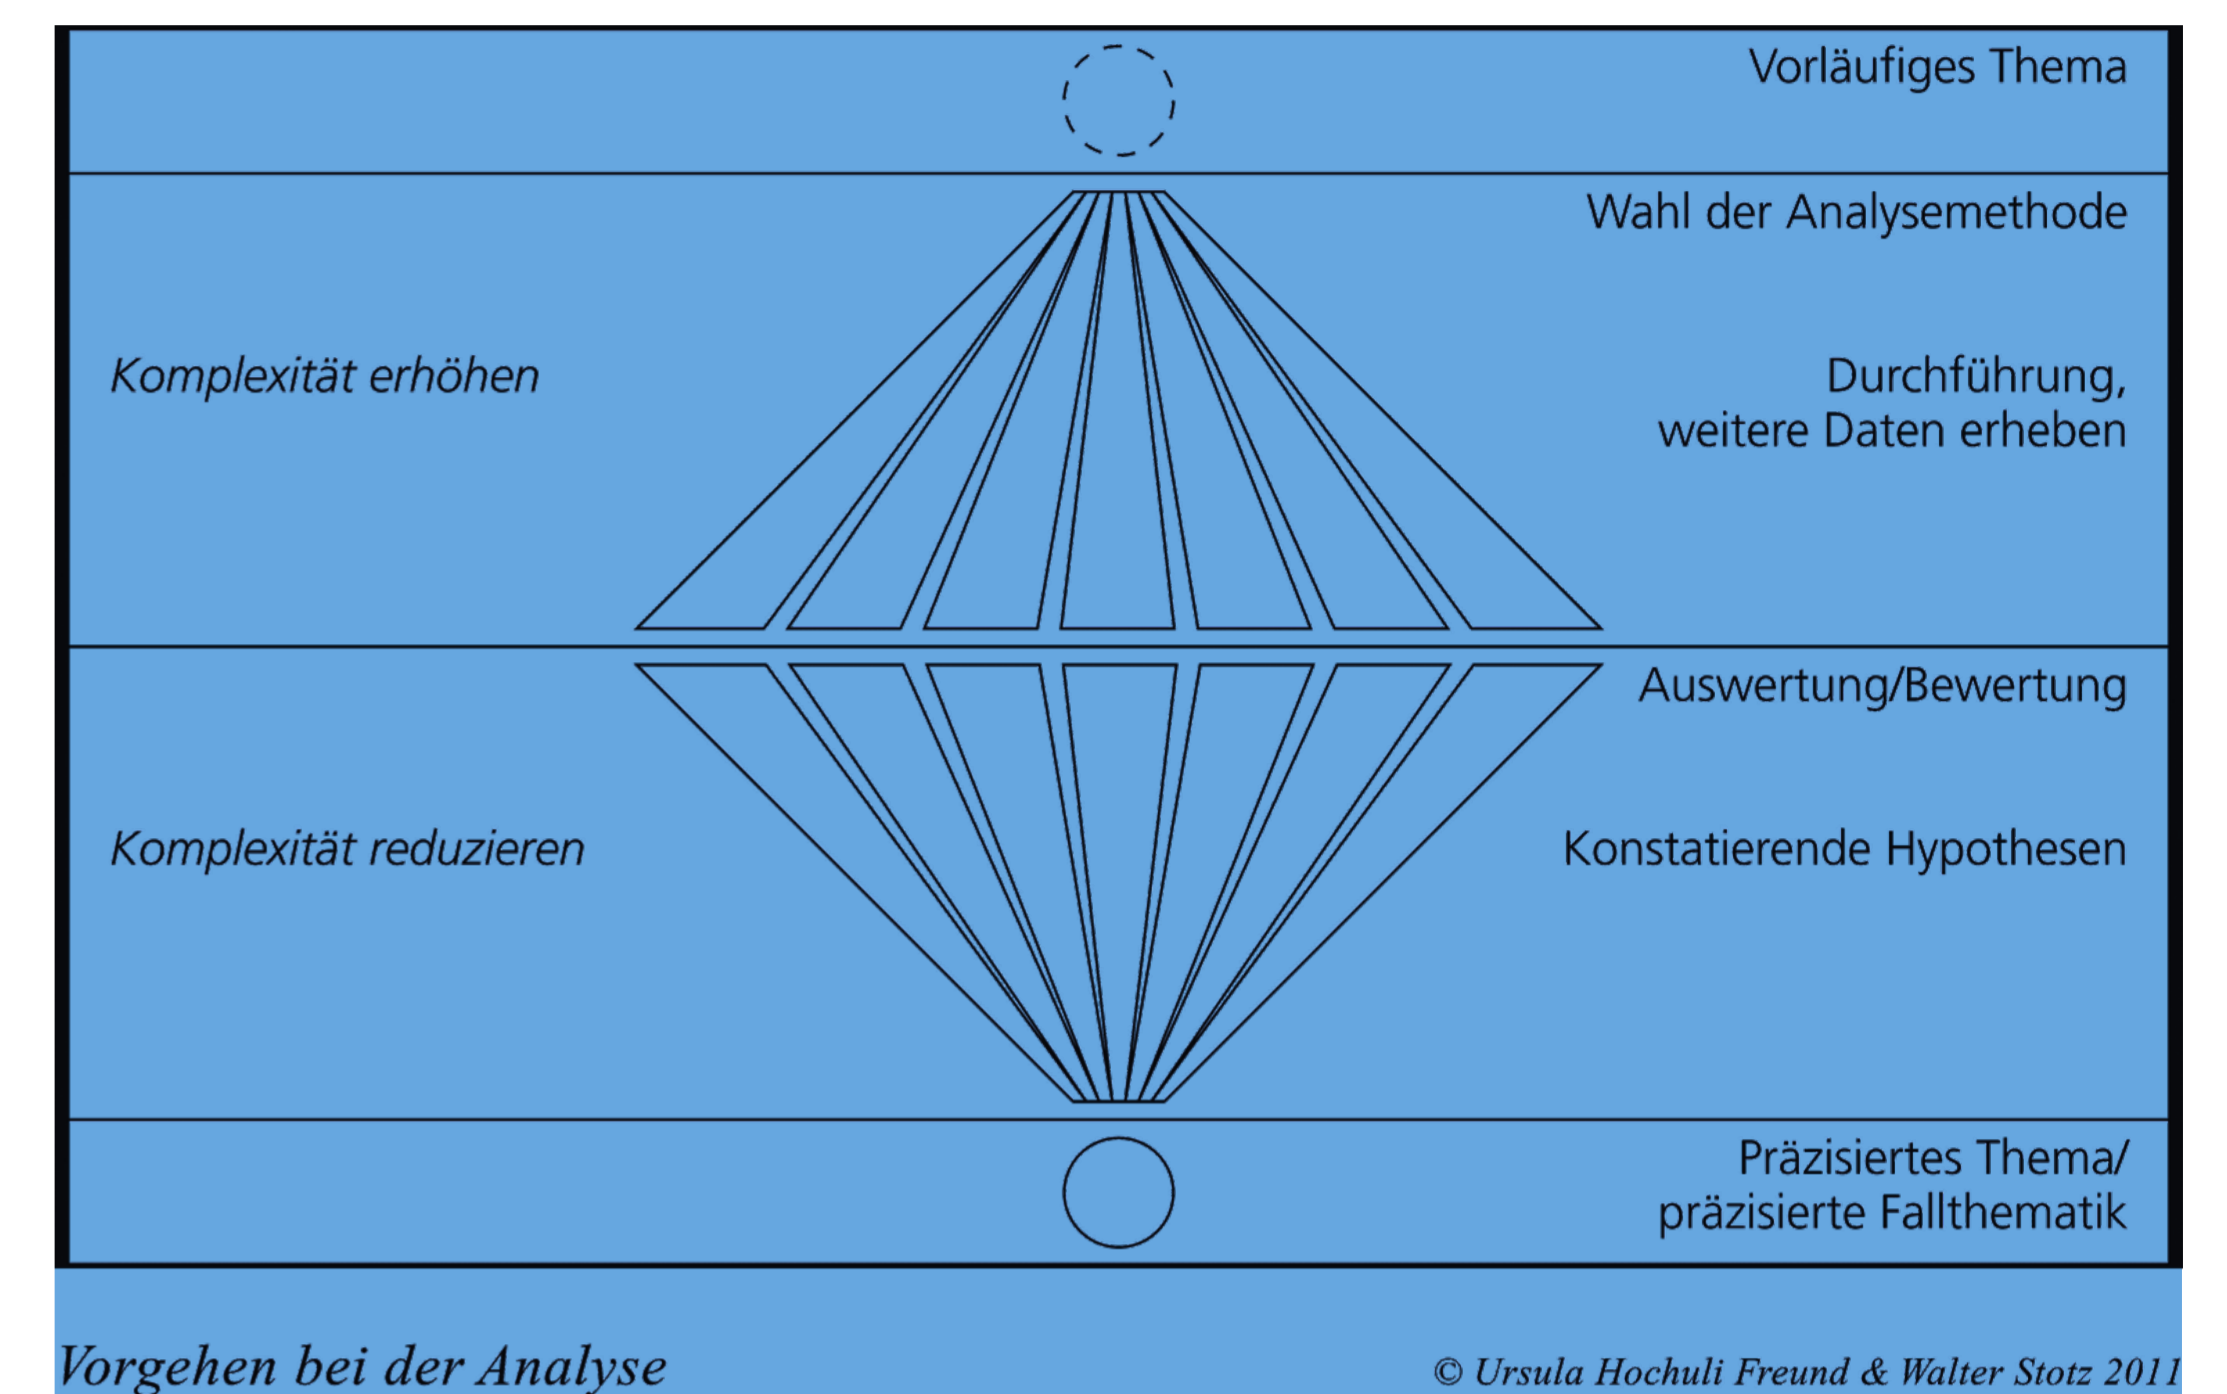 Vorläufiges Thema
Wahl der Analysemethode
Komplexität erhöhen
Durchführung,
weitere Daten erheben
Auswertung/Bewertung
Komplexität reduzieren
Konstatierende Hypothesen
Präzisiertes Thema/
präzisierte Fallthematik
Vorgehen bei der Analyse
© Ursula Hochuli Freund & Walter Stotz 2011